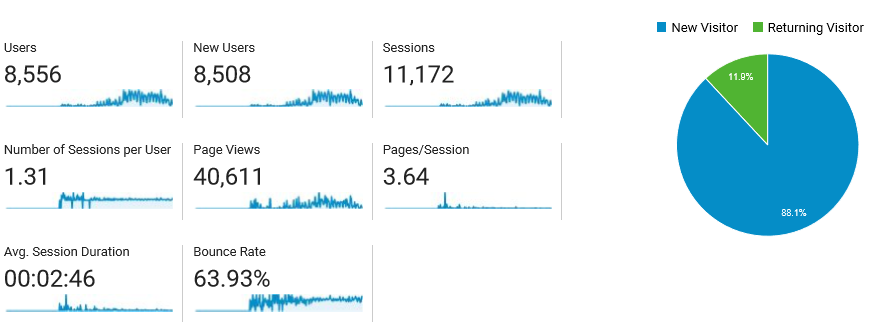 New Visitor Returning Visitor
Users
8,556
New Users
8,508
Sessions
11,172
11.9%
88.1%
Number of Sessions per User
1.31
Page Views
40,611
Pages/Session
3.64
Avg. Session Duration
00:02:46
Bounce Rate
63.93%